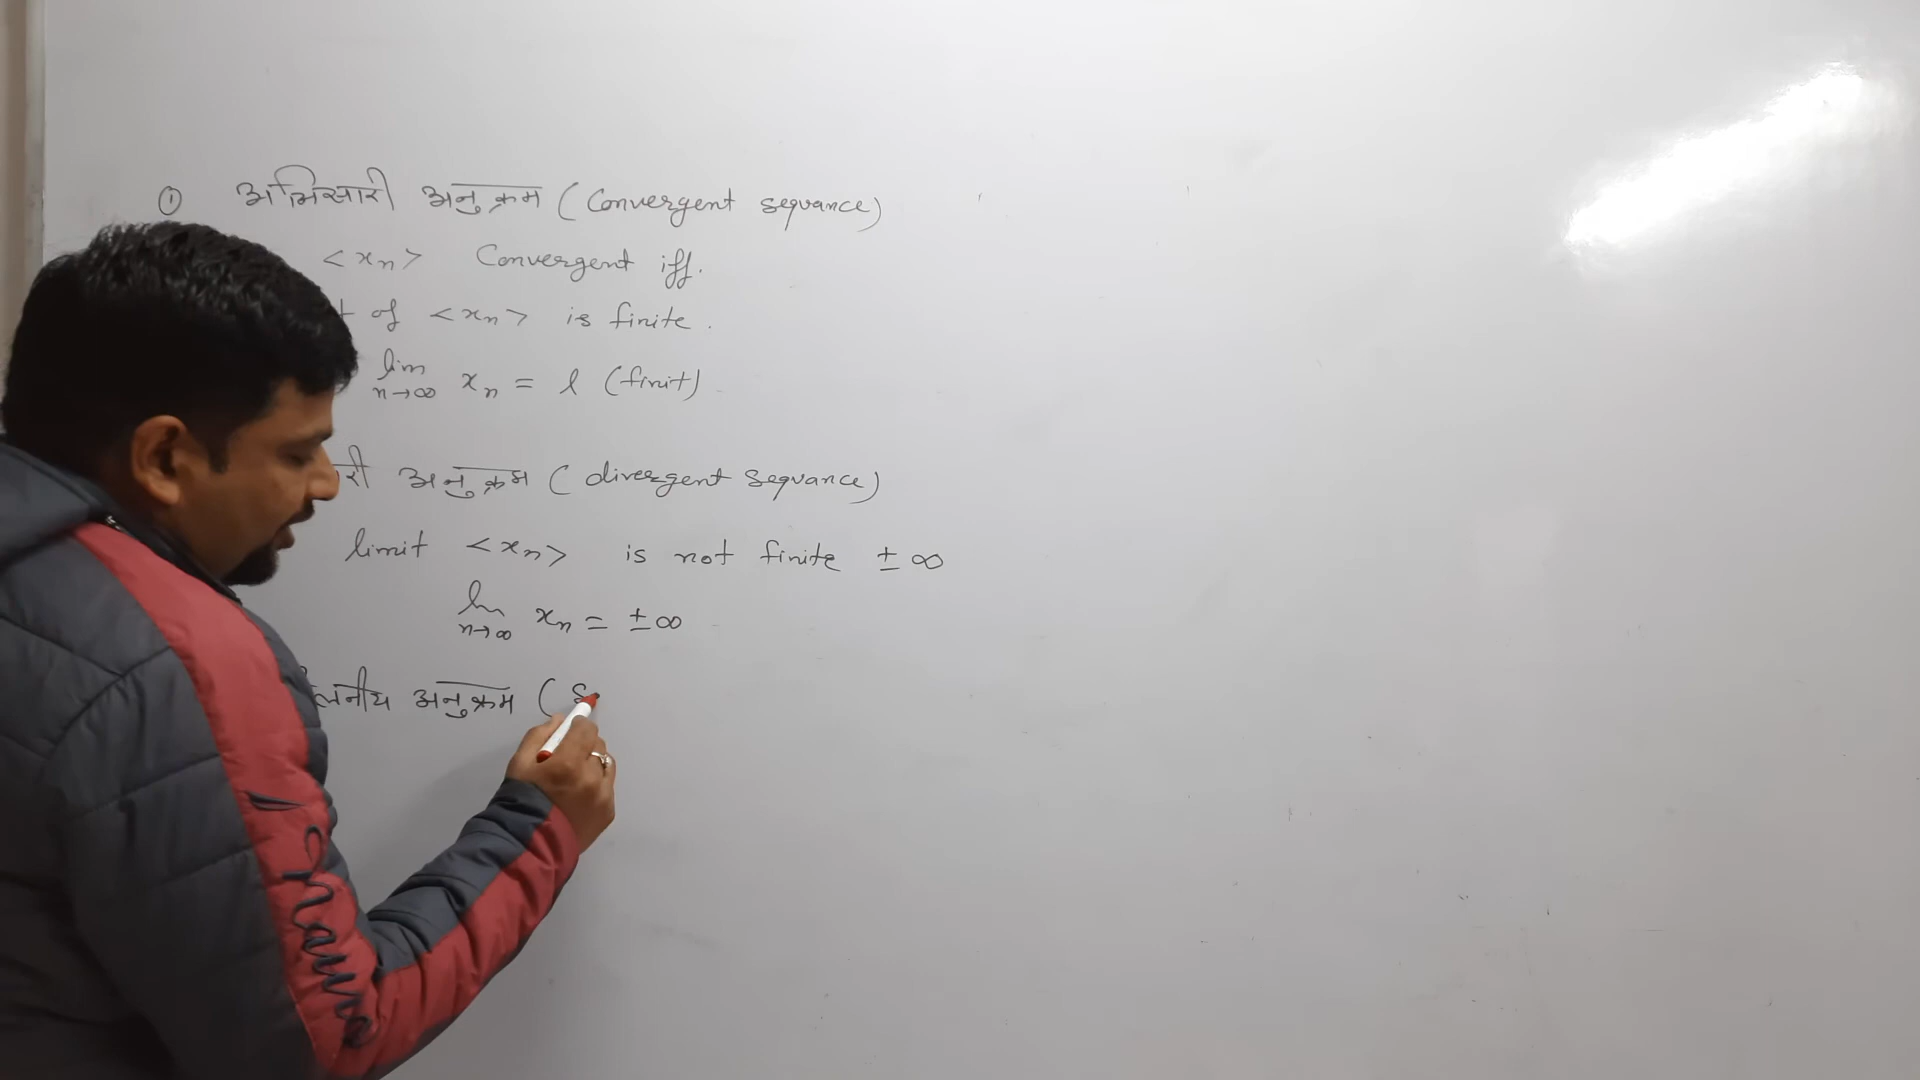 ① अभिसारी अनुक्रम (Convergent sequance)
<xn> Convergent iff.
of <xn> is finite.
lim n→∞ xn = l (finit)
अनुक्रम (divergent sequance)
limit <xn> is not finite ± ∞
lim n→∞ xn = ±∞
अनुक्रम (